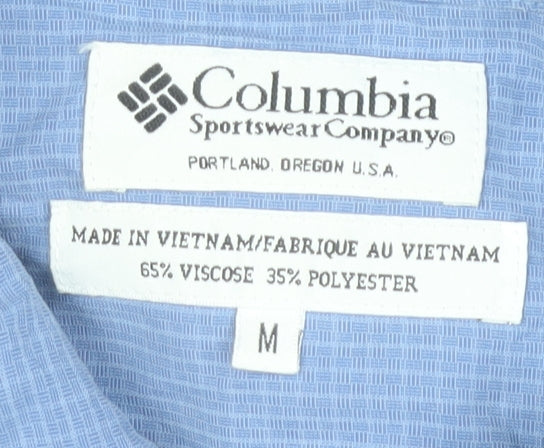 Columbia
Sportswear Company®
PORTLAND, OREGON U.S.A.
MADE IN VIETNAM/FABRIQUE AU VIETNAM
65% VISCOSE 35% POLYESTER
M